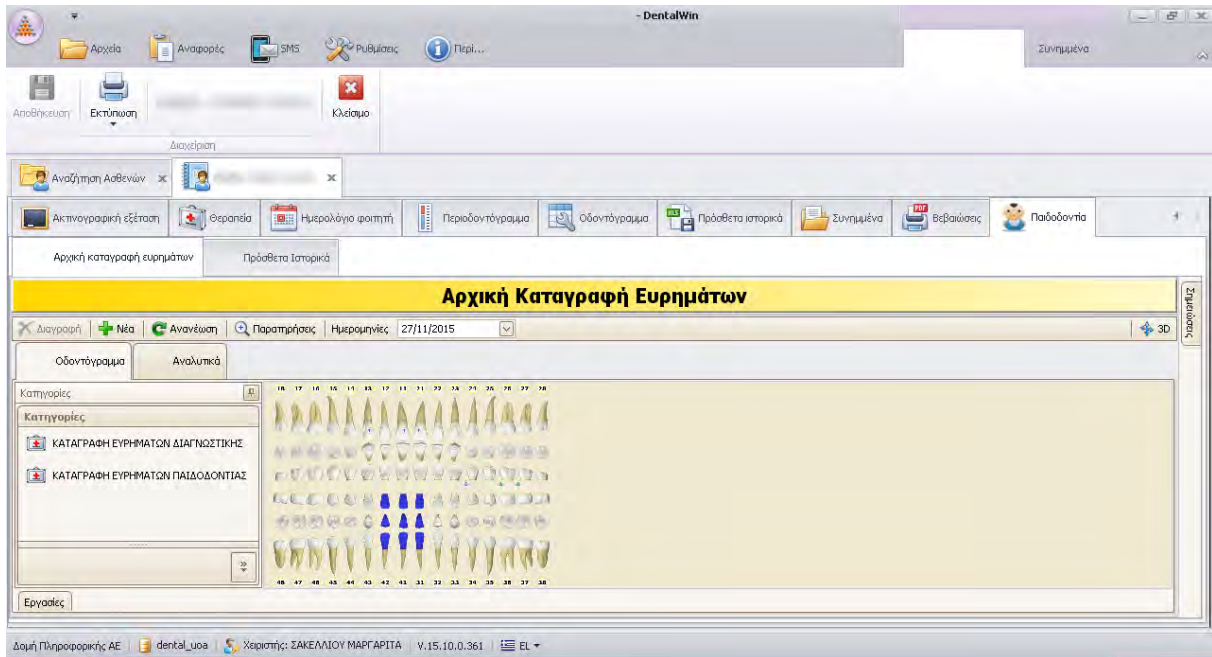 - DentalWin
Αρχεία Αναφορές SMS Ρυθμίσεις Περί... Συνημμένα
Αποθήκευση Εκτύπωση Κλείσιμο
Διαχείριση
Αναζήτηση Ασθενών
Ακτινογραφική εξέταση Θεραπεία Ημερολόγιο φοιτητή Περιοδοντόγραμμα Οδοντόγραμμα Πρόσθετα ιστορικά Συνημμένα Βεβαιώσεις Παιδοδοντία
Αρχική καταγραφή ευρημάτων Πρόσθετα Ιστορικά
Αρχική Καταγραφή Ευρημάτων
Σημειώσεις
Διαγραφή Νέα Ανανέωση Παρατηρήσεις Ημερομηνίες 27/11/2015 3D
Οδοντόγραμμα Αναλυτικά
Κατηγορίες
Κατηγορίες
ΚΑΤΑΓΡΑΦΗ ΕΥΡΗΜΑΤΩΝ ΔΙΑΓΝΩΣΤΙΚΗΣ
ΚΑΤΑΓΡΑΦΗ ΕΥΡΗΜΑΤΩΝ ΠΑΙΔΟΔΟΝΤΙΑΣ
Εργασίες
Δομή Πληροφορικής ΑΕ dental_uoa Χειριστής: ΣΑΚΕΛΛΙΟΥ ΜΑΡΓΑΡΙΤΑ V.15.10.0.361 EL